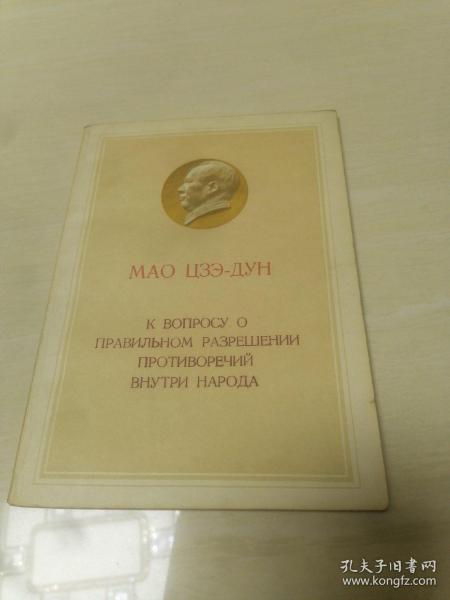 МАО ЦЗЭ-ДУН
К ВОПРОСУ О
ПРАВИЛЬНОМ РАЗРЕШЕНИИ
ПРОТИВОРЕЧИЙ
ВНУТРИ НАРОДА
孔夫子旧书网
www.kongfz.com